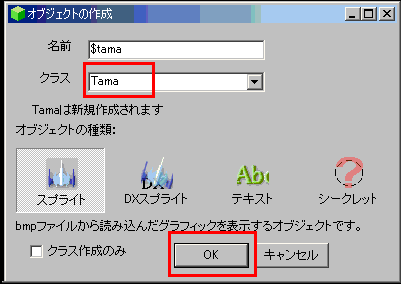 オブジェクトの作成
名前 $tama
クラス Tama
Tamaは新規作成されます
オブジェクトの種類:
スプライト DXスプライト テキスト シークレット
bmpファイルから読み込んだグラフィックを表示するオブジェクトです。
クラス作成のみ OK キャンセル